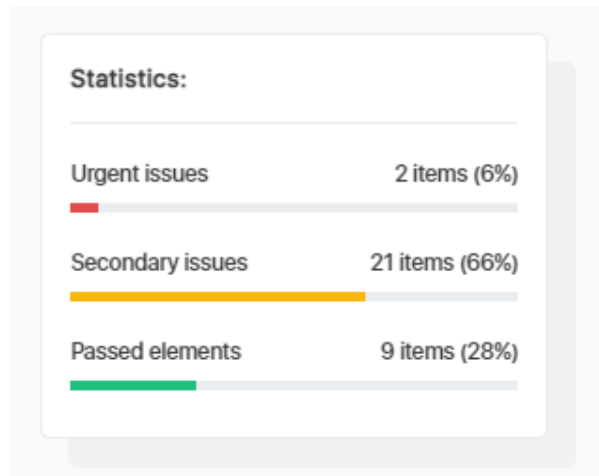 Statistics:
Urgent issues 2 items (6%)
Secondary issues 21 items (66%)
Passed elements 9 items (28%)